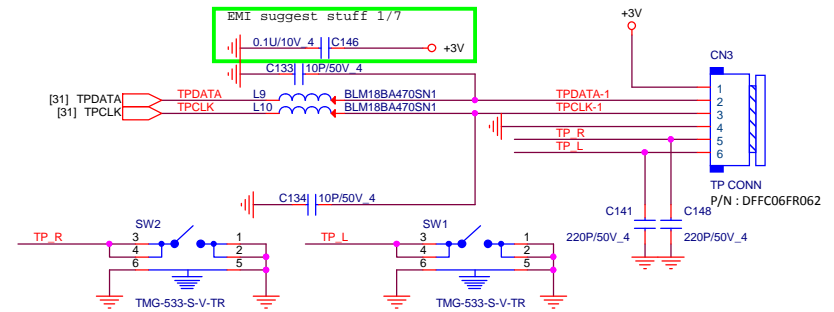 EMI suggest stuff 1/7
+3V
0.1U/10V_4 C146
+3V
CN3
C133 10P/50V_4
[31] TPDATA TPDATA L9 BLM18BA470SN1 TPDATA-1
[31] TPCLK TPCLK L10 BLM18BA470SN1 TPCLK-1
1
2
3
4
5
6
TP_R
TP_L
TP CONN
P/N : DFFC06FR062
C134 10P/50V_4
C141 C148
220P/50V_4 220P/50V_4
SW2 SW1
TP_R 3 1 TP_L 3 1
4 2 4 2
6 5 6 5
TMG-533-S-V-TR TMG-533-S-V-TR